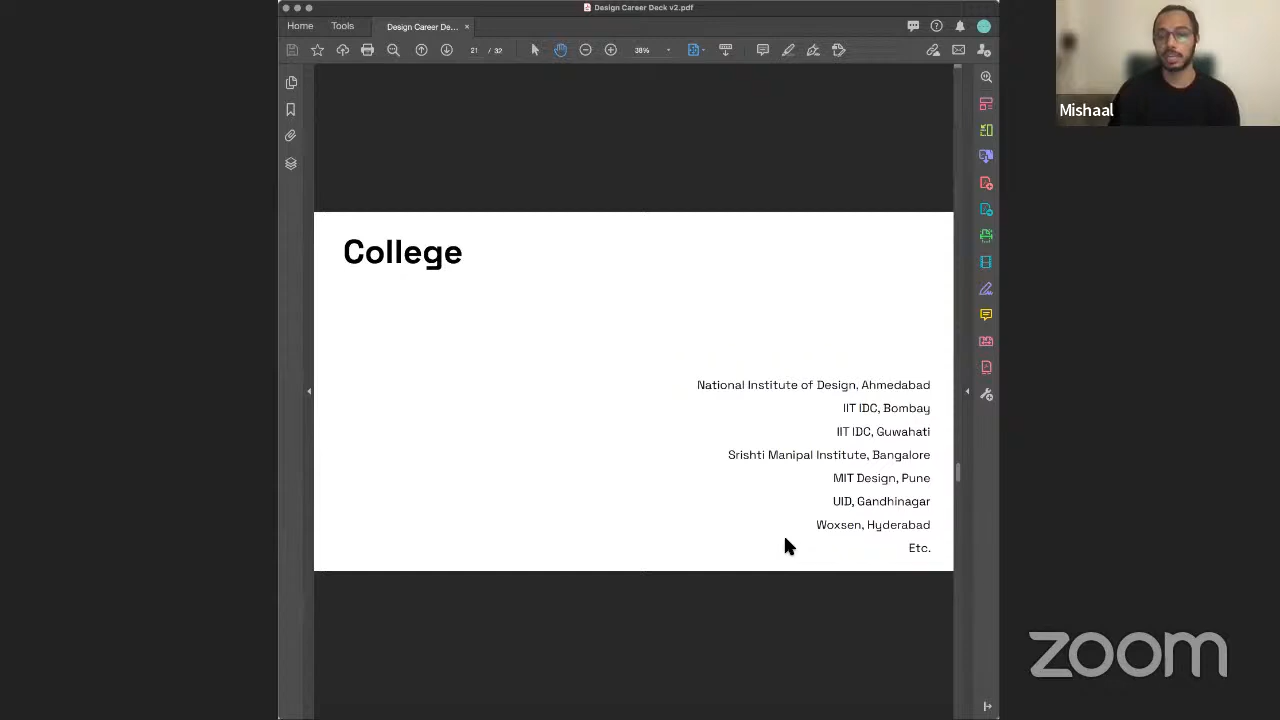 Design Career Deck v2.pdf
Home Tools Design Career De... ×
21 / 32 38%
Mishaal
College
National Institute of Design, Ahmedabad
IIT IDC, Bombay
IIT IDC, Guwahati
Srishti Manipal Institute, Bangalore
MIT Design, Pune
UID, Gandhinagar
Woxsen, Hyderabad
Etc.
zoom